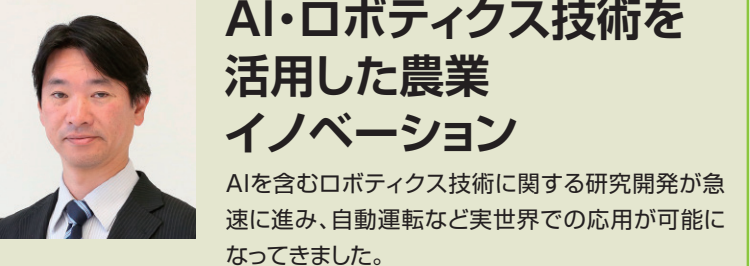 AI・ロボティクス技術を
活用した農業
イノベーション
AIを含むロボティクス技術に関する研究開発が急
速に進み、自動運転など実世界での応用が可能に
なってきました。